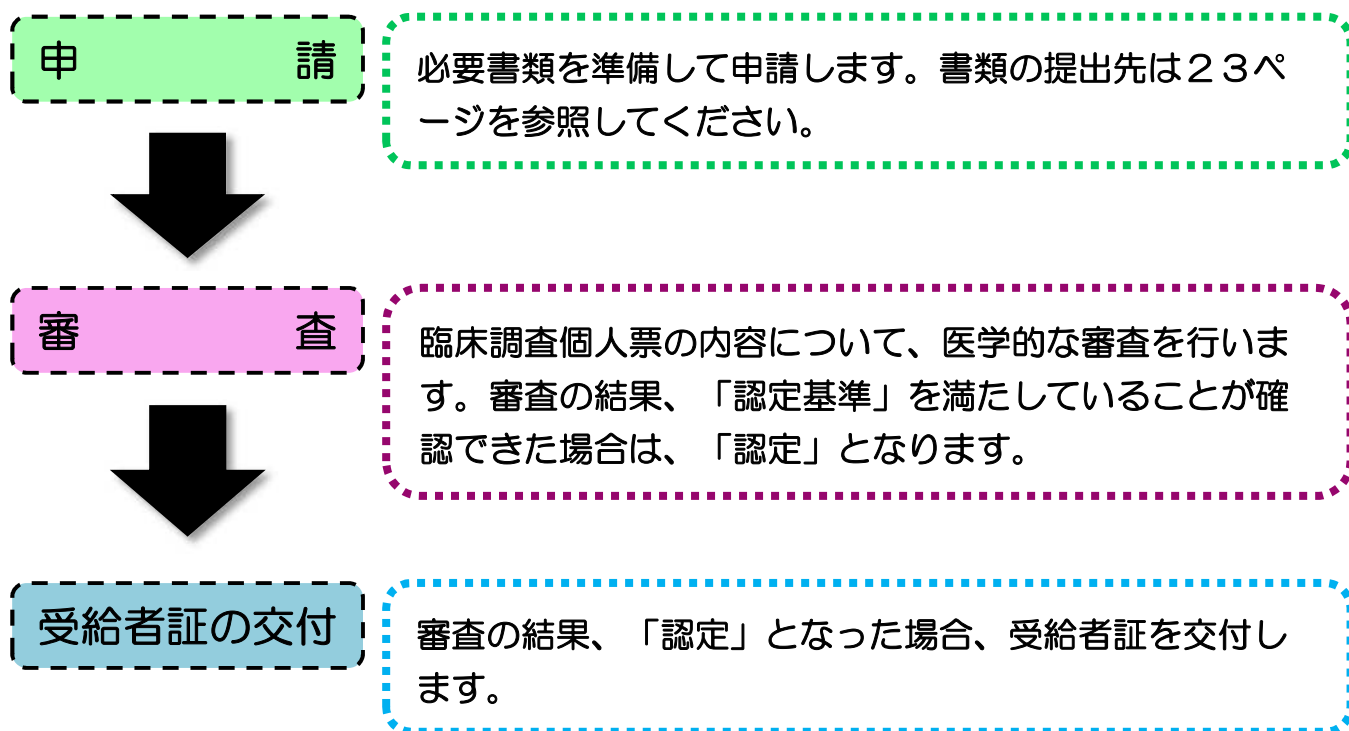 申請
必要書類を準備して申請します。書類の提出先は２３ペ
ージを参照してください。
審査
臨床調査個人票の内容について、医学的な審査を行いま
す。審査の結果、「認定基準」を満たしていることが確
認できた場合は、「認定」となります。
受給者証の交付
審査の結果、「認定」となった場合、受給者証を交付し
ます。